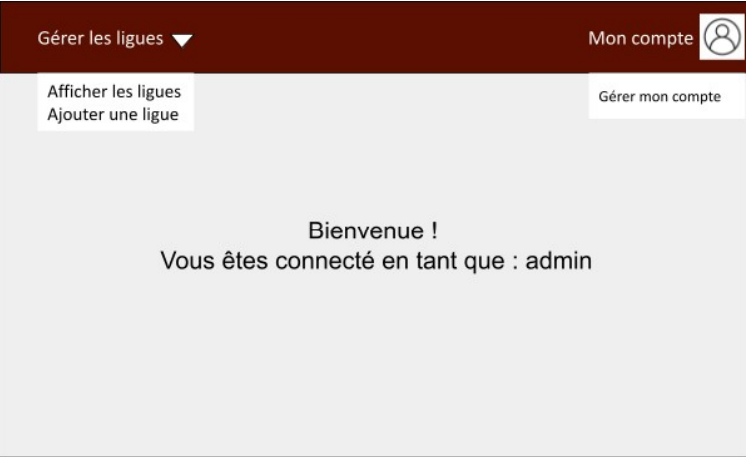 Gérer les ligues
Mon compte
Afficher les ligues
Ajouter une ligue
Gérer mon compte
Bienvenue !
Vous êtes connecté en tant que : admin